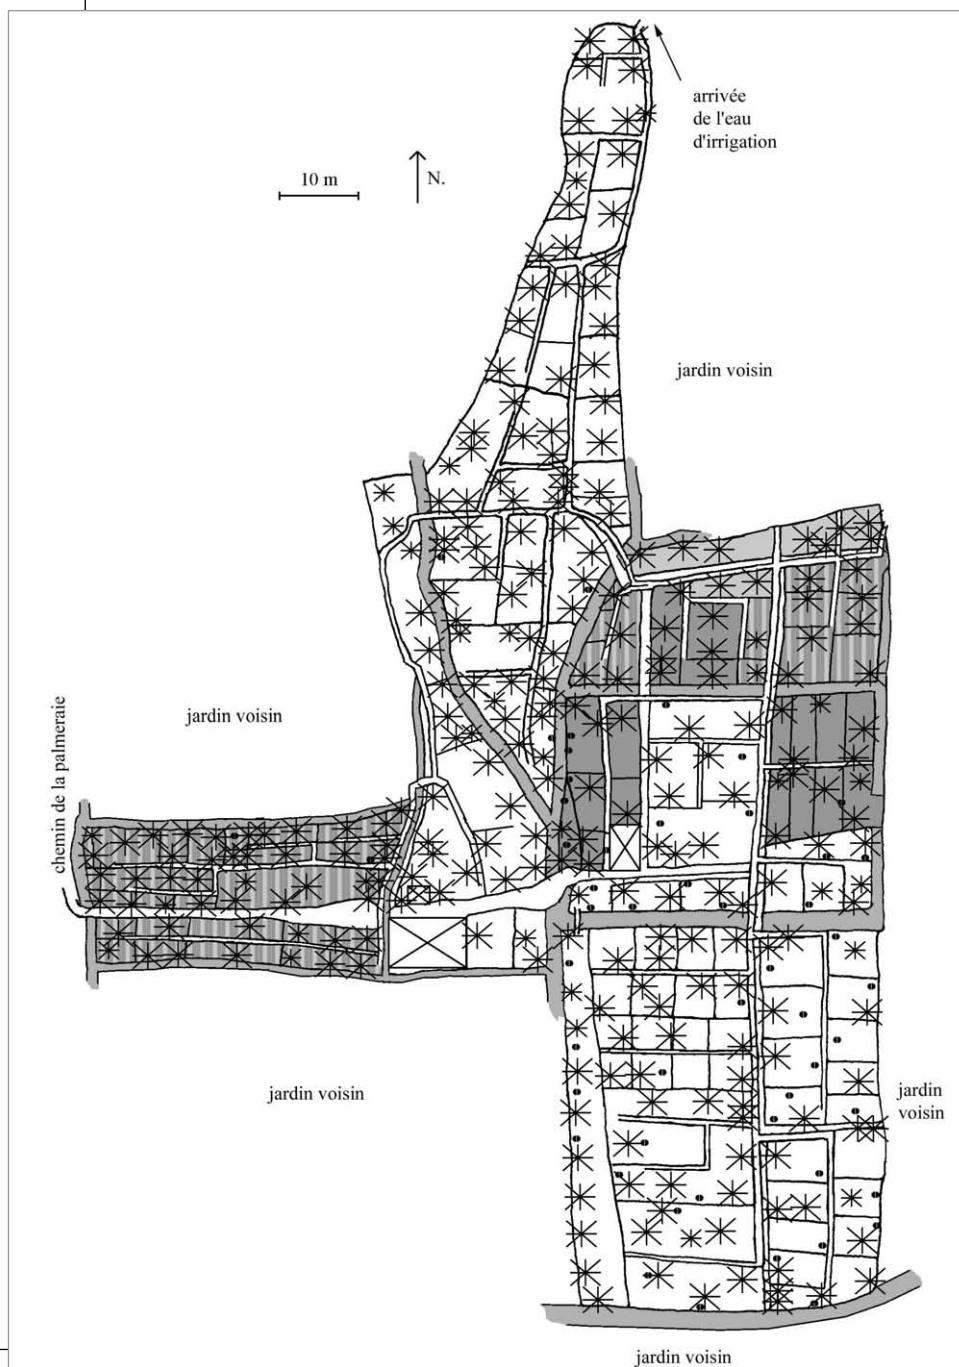 arrivée
de l'eau
d'irrigation
10 m
N.
jardin voisin
chemin de la palmeraie
jardin voisin
jardin voisin
jardin
voisin
jardin voisin